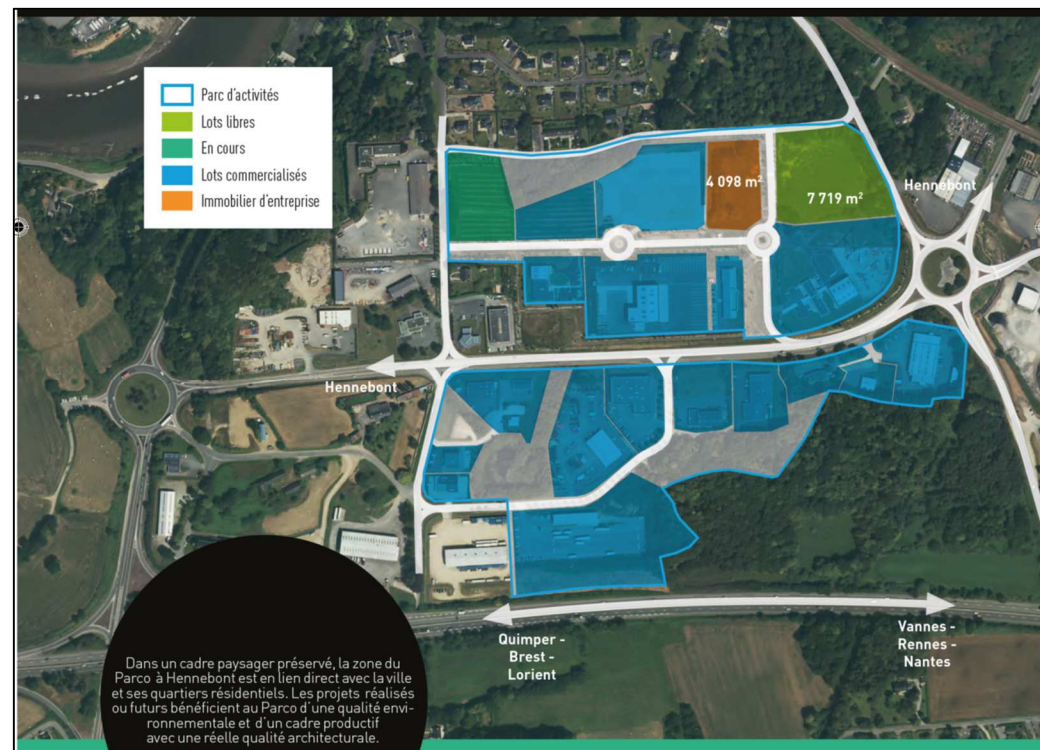 Parc d'activités
Lots libres
En cours
Lots commercialisés
Immobilier d'entreprise
4 098 m²
7 719 m²
Hennebont
Hennebont
Quimper -
Brest -
Lorient
Vannes -
Rennes -
Nantes
Dans un cadre paysager préservé, la zone du
Parco à Hennebont est en lien direct avec la ville
et ses quartiers résidentiels. Les projets réalisés
ou futurs bénéficient au Parco d'une qualité envi-
ronnementale et d'un cadre productif
avec une réelle qualité architecturale.